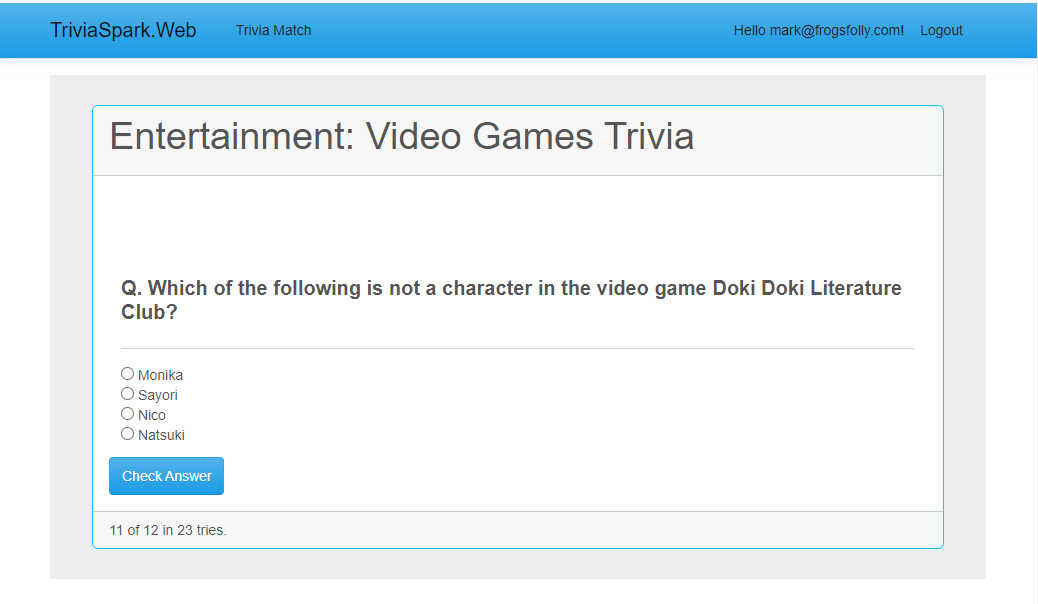 TriviaSpark.Web Trivia Match Hello mark@frogsfolly.com! Logout
Entertainment: Video Games Trivia
Q. Which of the following is not a character in the video game Doki Doki Literature
Club?
Monika
Sayori
Nico
Natsuki
Check Answer
11 of 12 in 23 tries.